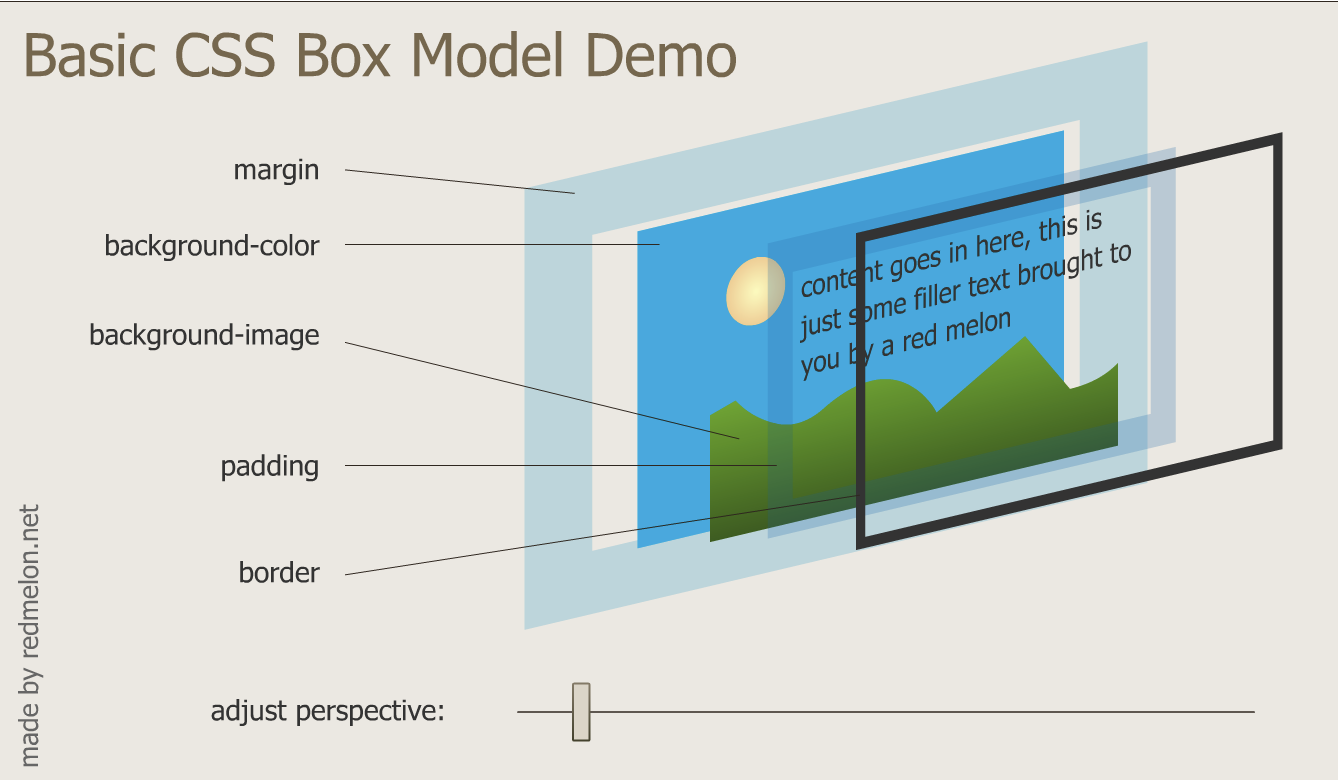 Basic CSS Box Model Demo
margin
background-color
background-image
padding
border
content goes in here, this is
just some filler text brought to
you by a red melon
adjust perspective:
made by redmelon.net